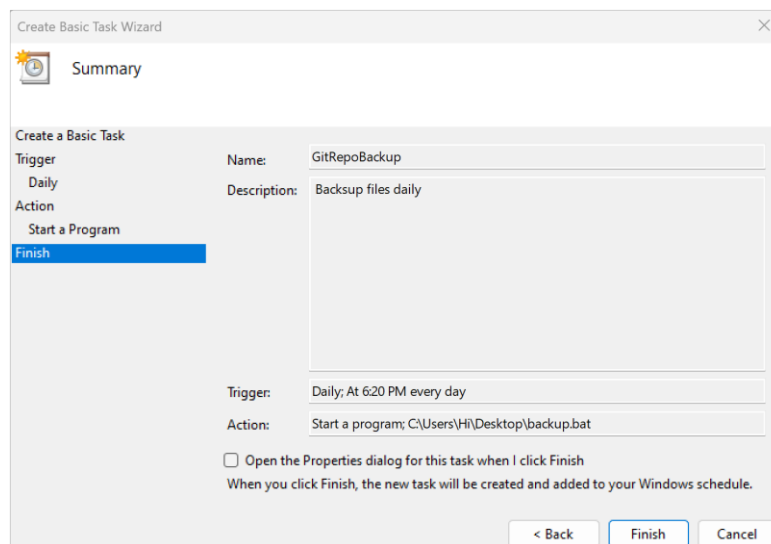 Create Basic Task Wizard
Summary
Create a Basic Task
Trigger
Daily
Action
Start a Program
Finish
Name:
GitRepoBackup
Description:
Backsup files daily
Trigger:
Daily; At 6:20 PM every day
Action:
Start a program; C:\Users\Hi\Desktop\backup.bat
Open the Properties dialog for this task when I click Finish
When you click Finish, the new task will be created and added to your Windows schedule.
< Back
Finish
Cancel